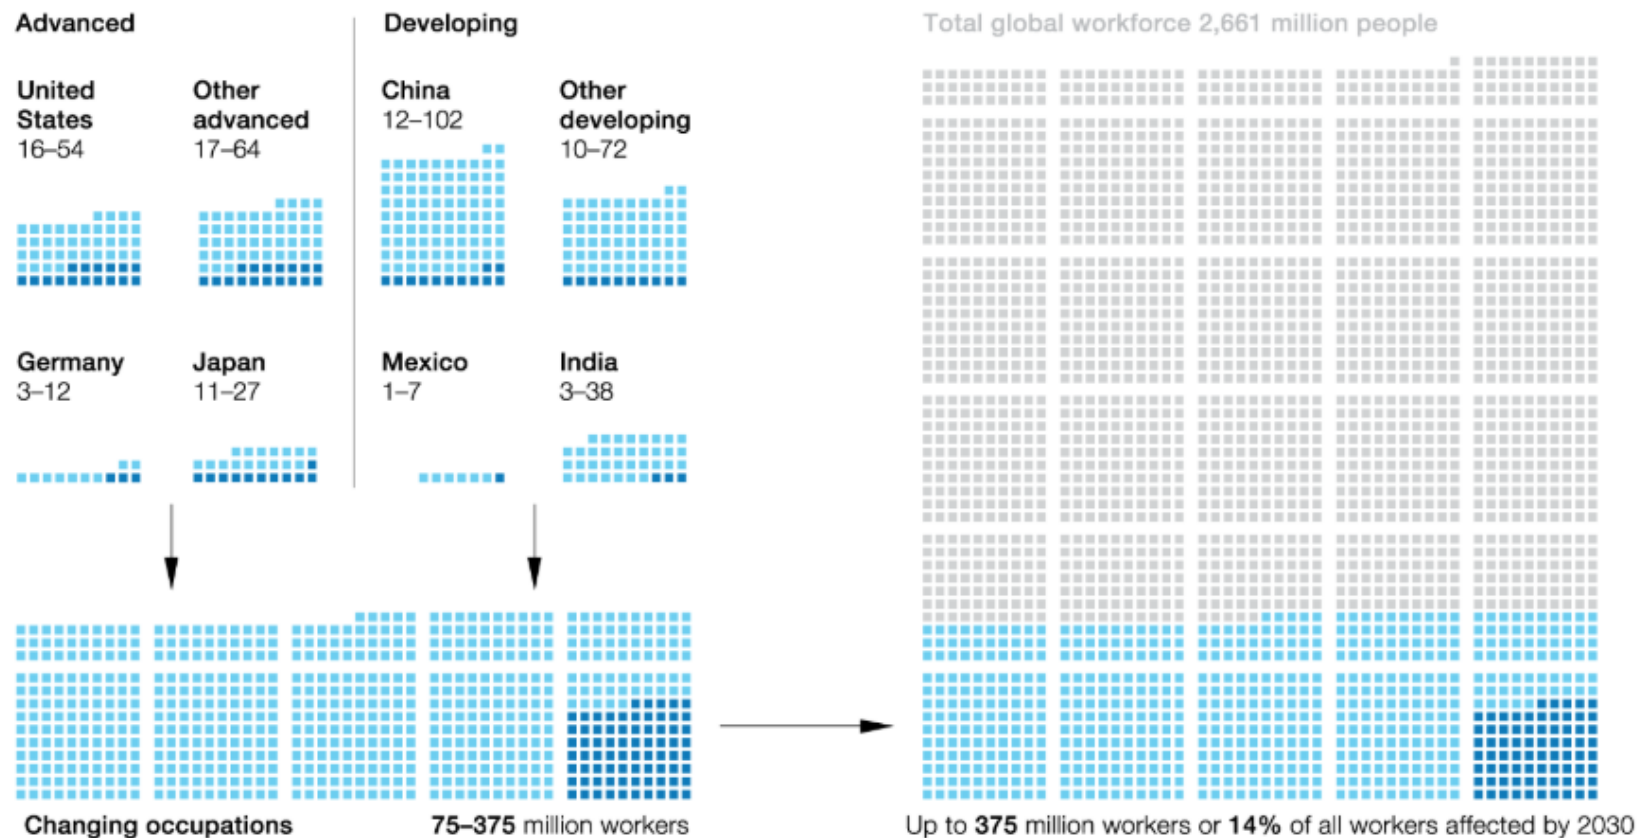 Advanced
United
States
16–54
Other
advanced
17–64
Germany
3–12
Japan
11–27
Developing
China
12–102
Other
developing
10–72
Mexico
1–7
India
3–38
Changing occupations
75–375 million workers
Total global workforce 2,661 million people
Up to 375 million workers or 14% of all workers affected by 2030